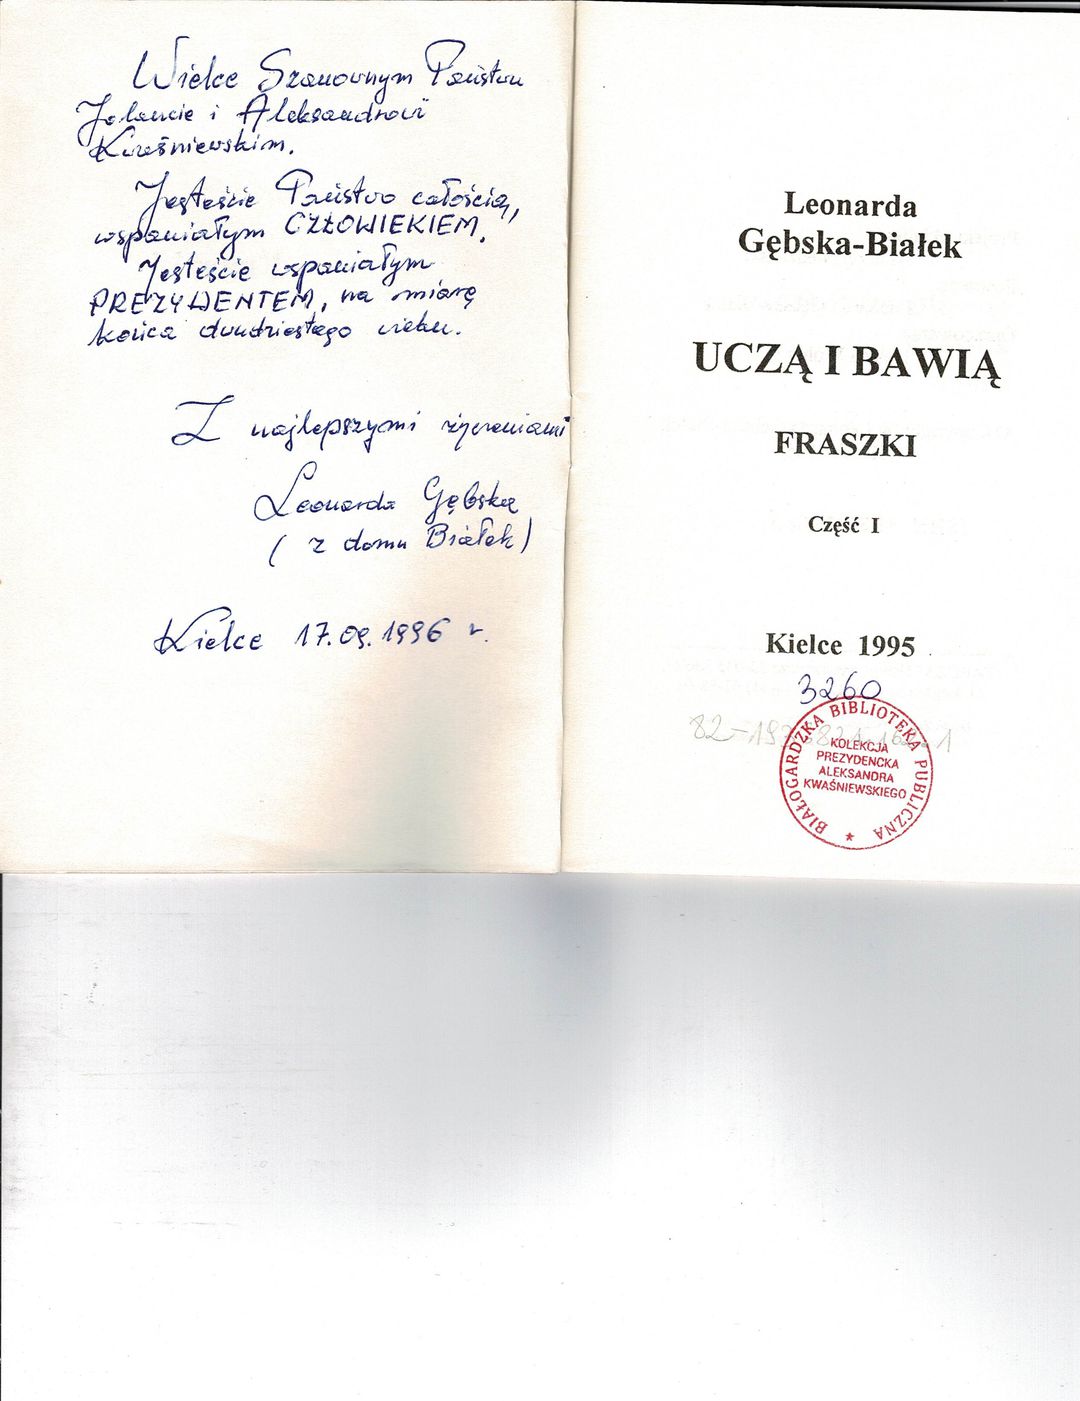 Wielce Szanownym Państwu
Jolancie i Aleksandrowi
Kwaśniewskim.
Jesteście Państwo całością,
wspaniałym CZŁOWIEKIEM.
Jesteście wspaniałym
PREZYDENTEM, na miarę
końca dwudziestego wieku.
Z najlepszymi życzeniami
Leonarda Gębska
(z domu Białek)
Kielce 17.09.1996 r.
Leonarda
Gębska-Białek
UCZĄ I BAWIĄ
FRASZKI
Część I
Kielce 1995
3260
BIAŁOGARDZKA BIBLIOTEKA PUBLICZNA
KOLEKCJA
PREZYDENCKA
ALEKSANDRA
KWAŚNIEWSKIEGO